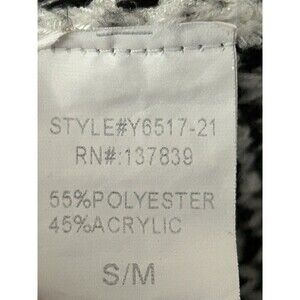 STYLE#Y6517-21
RN#:137839
55%POLYESTER
45%ACRYLIC
S/M